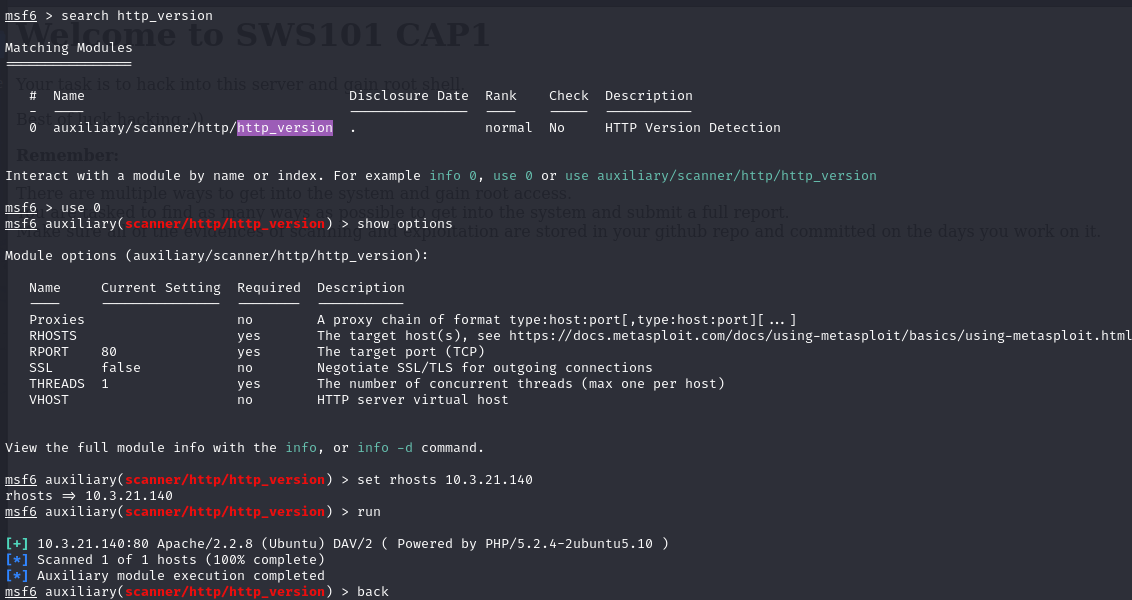 msf6 > search http_version
Welcome to SWS101 CAP1
Matching Modules
Your task is to hack into this server and gain root shell.
# Name Disclosure Date Rank Check Description
- ---- --------------- ---- ----- -----------
Best of luck hacking :))
0 auxiliary/scanner/http/http_version . normal No HTTP Version Detection
Remember:
Interact with a module by name or index. For example info 0, use 0 or use auxiliary/scanner/http/http_version
There are multiple ways to get into the system and gain root access.
msf6 > use 0
asked to find as many ways as possible to get into the system and submit a full report.
msf6 auxiliary(scanner/http/http_version) > show options
exploitation are stored in your github repo and committed on the days you work on it.
Module options (auxiliary/scanner/http/http_version):
Name Current Setting Required Description
---- --------------- -------- -----------
Proxies no A proxy chain of format type:host:port[,type:host:port][...]
RHOSTS yes The target host(s), see https://docs.metasploit.com/docs/using-metasploit/basics/using-metasploit.html
RPORT 80 yes The target port (TCP)
SSL false no Negotiate SSL/TLS for outgoing connections
THREADS 1 yes The number of concurrent threads (max one per host)
VHOST no HTTP server virtual host
View the full module info with the info, or info -d command.
msf6 auxiliary(scanner/http/http_version) > set rhosts 10.3.21.140
rhosts => 10.3.21.140
msf6 auxiliary(scanner/http/http_version) > run
[+] 10.3.21.140:80 Apache/2.2.8 (Ubuntu) DAV/2 ( Powered by PHP/5.2.4-2ubuntu5.10 )
[*] Scanned 1 of 1 hosts (100% complete)
[*] Auxiliary module execution completed
msf6 auxiliary(scanner/http/http_version) > back